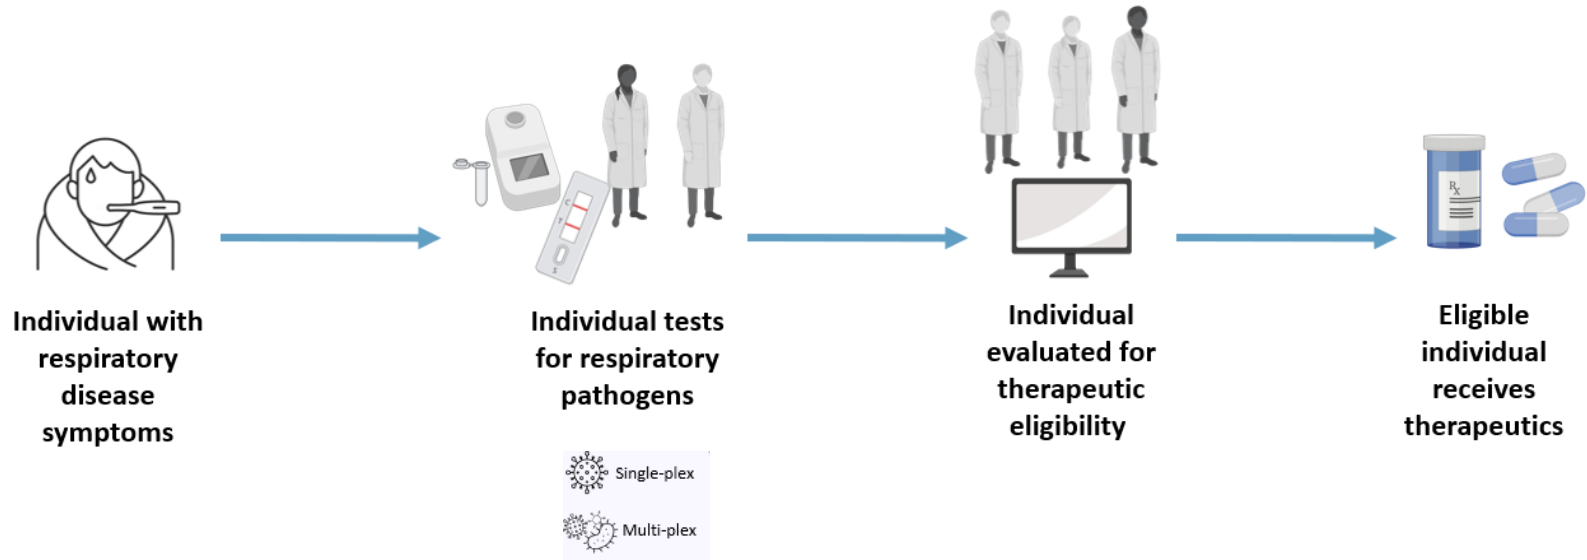 Individual with
respiratory
disease
symptoms
C
T
S
Individual tests
for respiratory
pathogens
Single-plex
Multi-plex
Individual
evaluated for
therapeutic
eligibility
Rx
Eligible
individual
receives
therapeutics